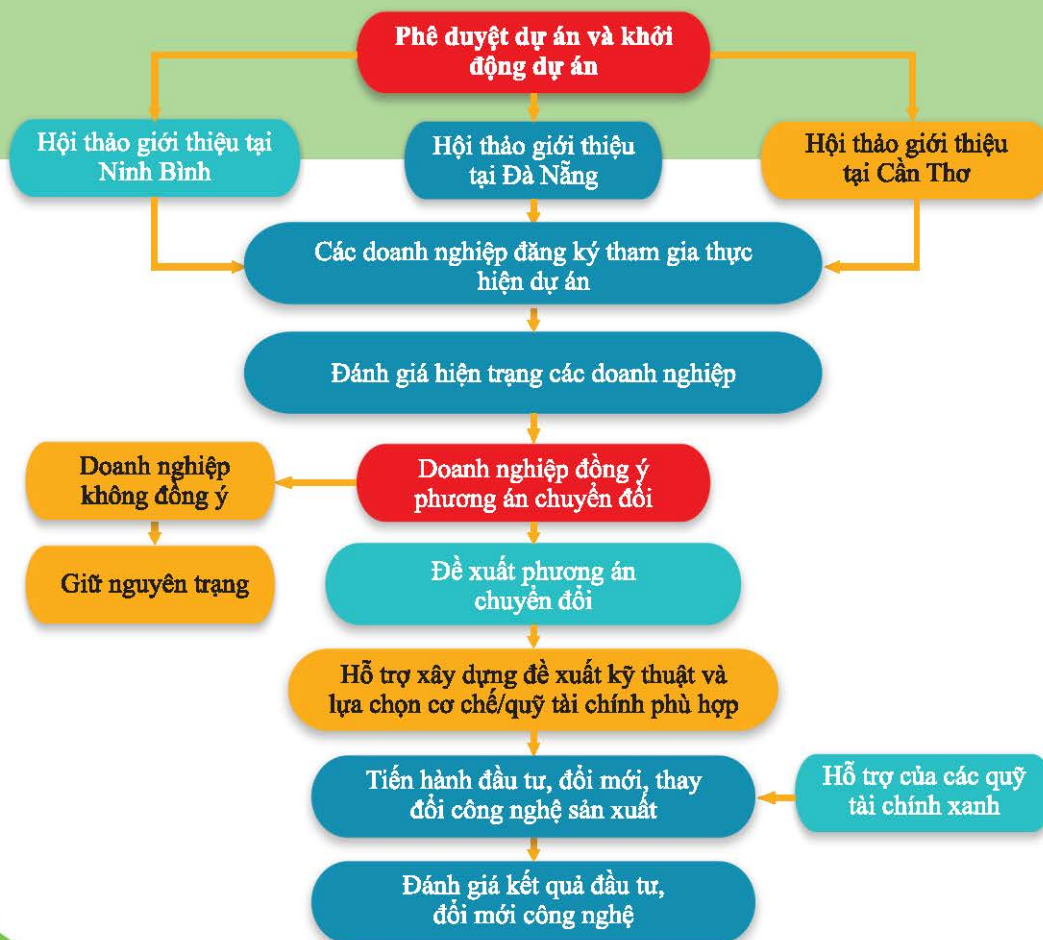 Phê duyệt dự án và khởi
động dự án
Hội thảo giới thiệu tại
Ninh Bình
Hội thảo giới thiệu
tại Đà Nẵng
Hội thảo giới thiệu
tại Cần Thơ
Các doanh nghiệp đăng ký tham gia thực
hiện dự án
Đánh giá hiện trạng các doanh nghiệp
Doanh nghiệp
không đồng ý
Doanh nghiệp đồng ý
phương án chuyển đổi
Giữ nguyên trạng
Đề xuất phương án
chuyển đổi
Hỗ trợ xây dựng đề xuất kỹ thuật và
lựa chọn cơ chế/quỹ tài chính phù hợp
Tiến hành đầu tư, đổi mới, thay
đổi công nghệ sản xuất
Hỗ trợ của các quỹ
tài chính xanh
Đánh giá kết quả đầu tư,
đổi mới công nghệ